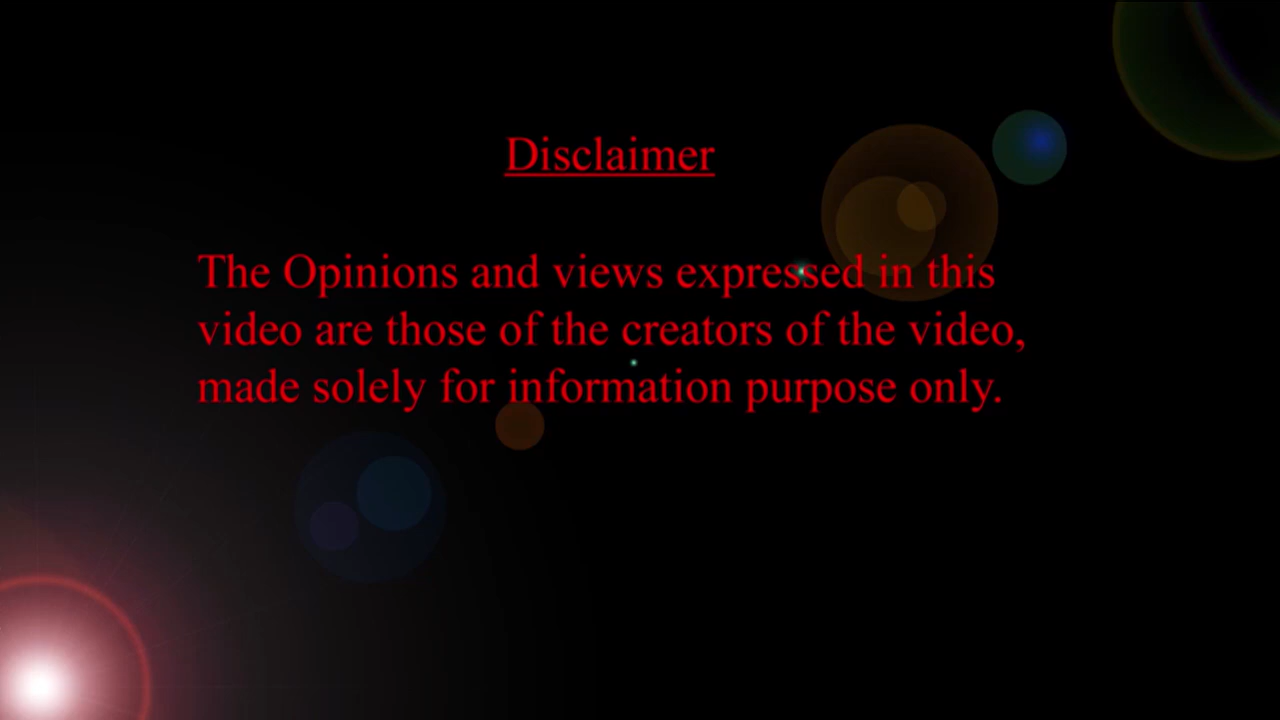 Disclaimer
The Opinions and views expressed in this
video are those of the creators of the video,
made solely for information purpose only.